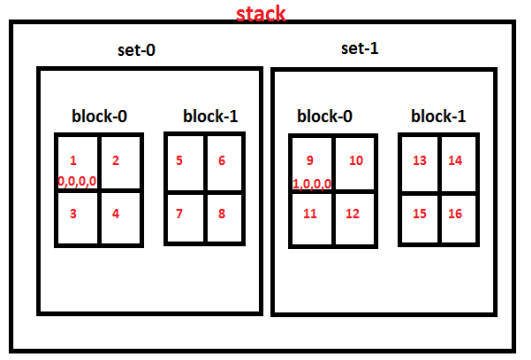 stack
set-0 set-1
block-0 block-1 block-0 block-1
1 2 5 6 9 10 13 14
0,0,0,0 1,0,0,0
3 4 7 8 11 12 15 16